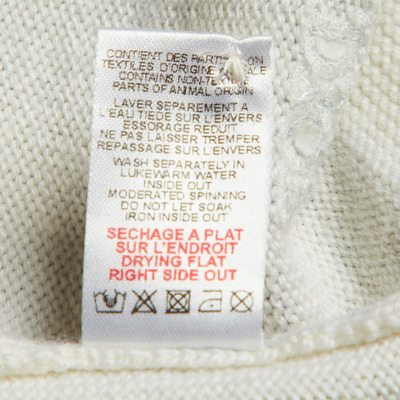 CONTIENT DES
TEXTILES D'ORIGINE
CONTAINS NON-TEXTILE
PARTS OF ANIMAL ORIGIN
LAVER SEPAREMENT A
L'EAU TIEDE SUR L'ENVERS
ESSORAGE REDUIT
NE PAS LAISSER TREMPER
REPASSAGE SUR L'ENVERS
WASH SEPARATELY IN
LUKEWARM WATER
INSIDE OUT
MODERATED SPINNING
DO NOT LET SOAK
IRON INSIDE OUT
SECHAGE A PLAT
SUR L'ENDROIT
DRYING FLAT
RIGHT SIDE OUT